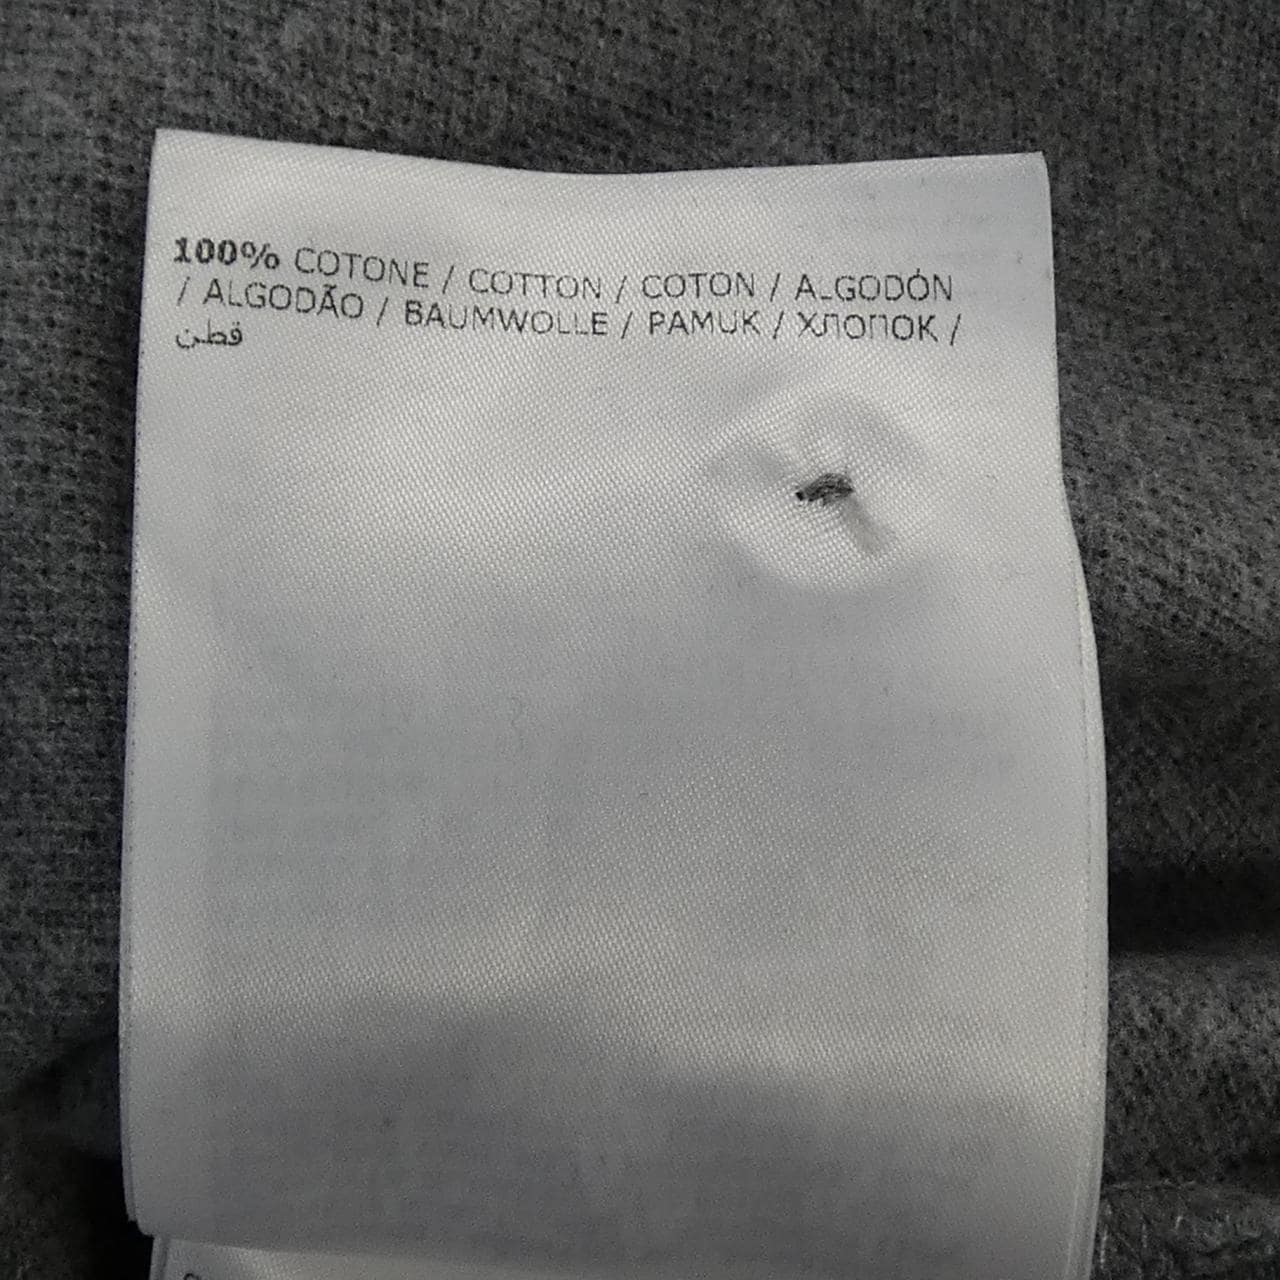 100% COTONE / COTTON / COTON / ALGODÓN
/ ALGODÃO / BAUMWOLLE / PAMUK / ХЛОПОК /
قطن